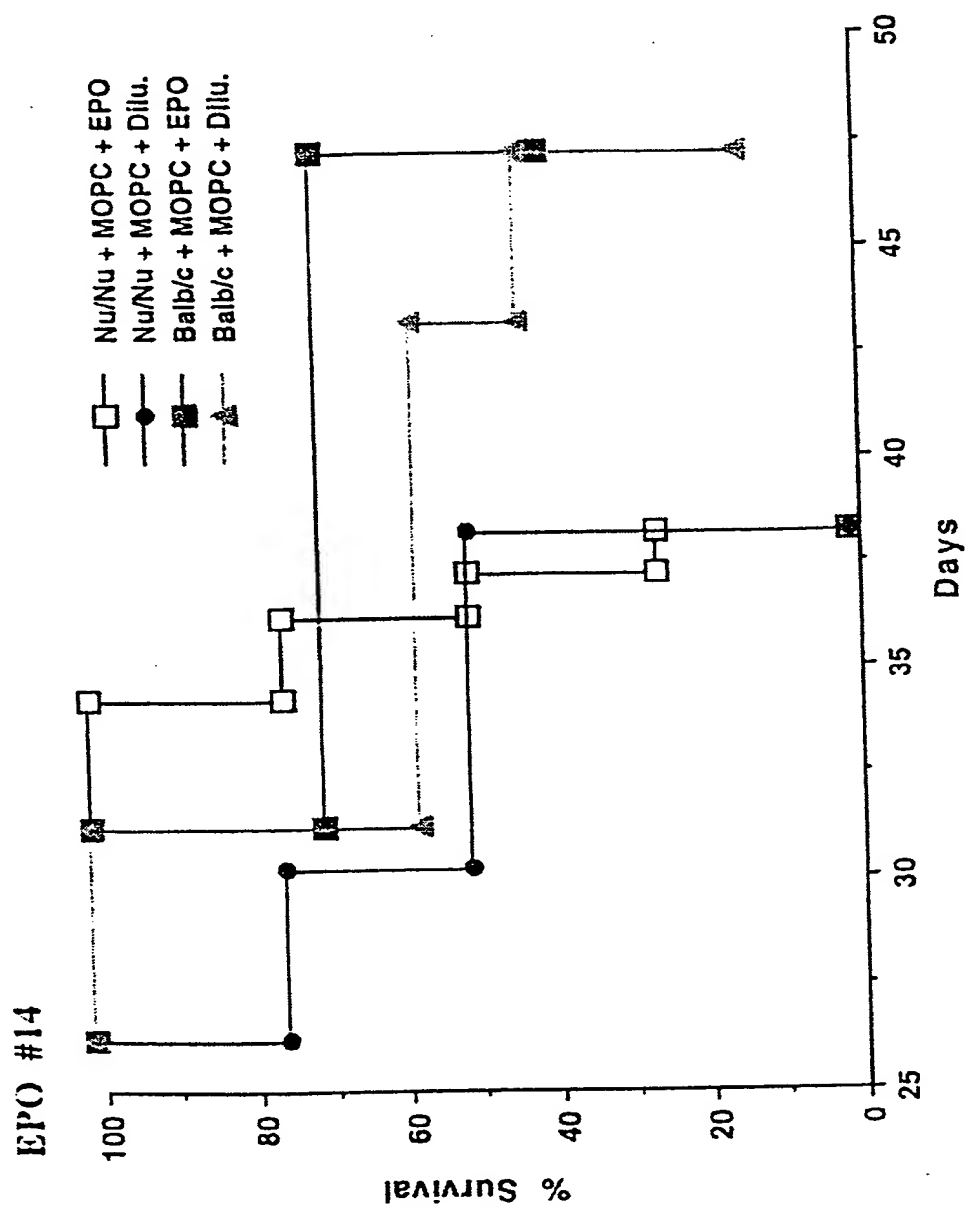 EPO #14
Nu/Nu + MOPC + EPO
Nu/Nu + MOPC + Dilu.
Balb/c + MOPC + EPO
Balb/c + MOPC + Dilu.
% Survival
100
80
60
40
20
0
25
30
35
40
45
50
Days